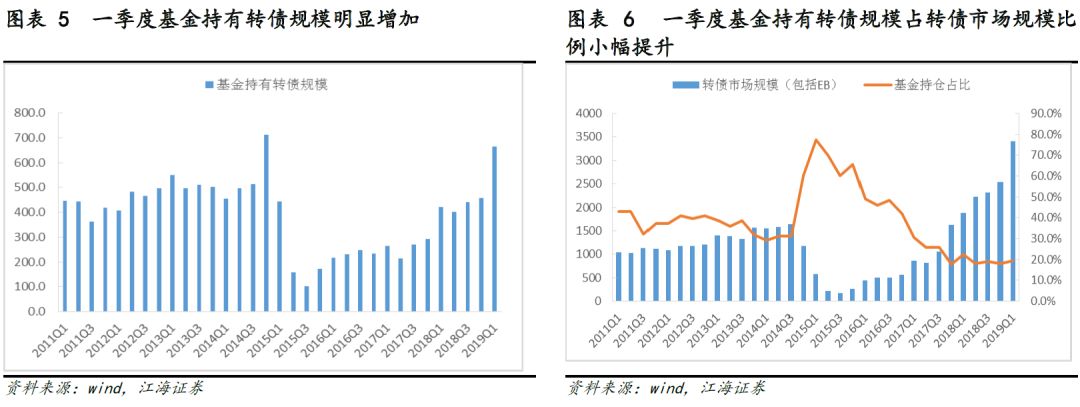 图表 5 一季度基金持有转债规模明显增加
基金持有转债规模
800.0
700.0
600.0
500.0
400.0
300.0
200.0
100.0
0.0
2011Q1
2011Q3
2012Q1
2012Q3
2013Q1
2013Q3
2014Q1
2014Q3
2015Q1
2015Q3
2016Q1
2016Q3
2017Q1
2017Q3
2018Q1
2018Q3
2019Q1
资料来源：wind，江海证券
图表 6 一季度基金持有转债规模占转债市场规模比
例小幅提升
转债市场规模（包括EB） 基金持仓占比
4000
3500
3000
2500
2000
1500
1000
500
0
90.0%
80.0%
70.0%
60.0%
50.0%
40.0%
30.0%
20.0%
10.0%
0.0%
2011Q1
2011Q3
2012Q1
2012Q3
2013Q1
2013Q3
2014Q1
2014Q3
2015Q1
2015Q3
2016Q1
2016Q3
2017Q1
2017Q3
2018Q1
2018Q3
2019Q1
资料来源：wind，江海证券